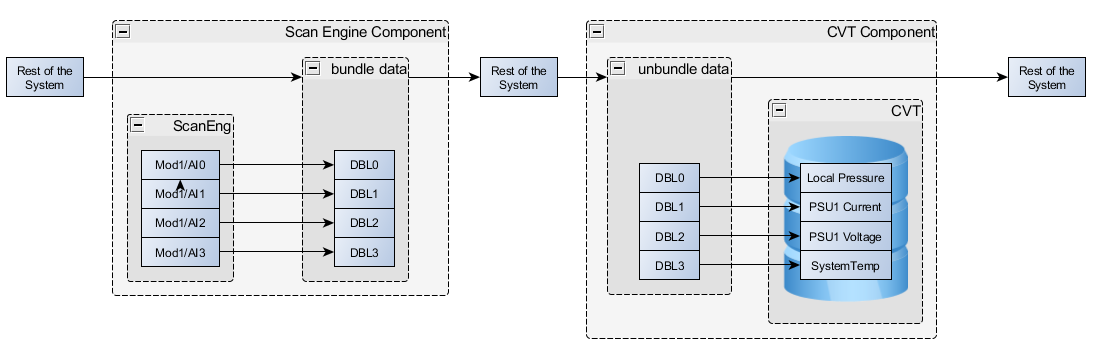 Scan Engine Component
CVT Component
Rest of the
System
bundle data
Rest of the
System
unbundle data
Rest of the
System
ScanEng
CVT
Mod1/AI0
DBL0
Mod1/AI1
DBL1
Mod1/AI2
DBL2
Mod1/AI3
DBL3
DBL0
Local Pressure
DBL1
PSU1 Current
DBL2
PSU1 Voltage
DBL3
SystemTemp